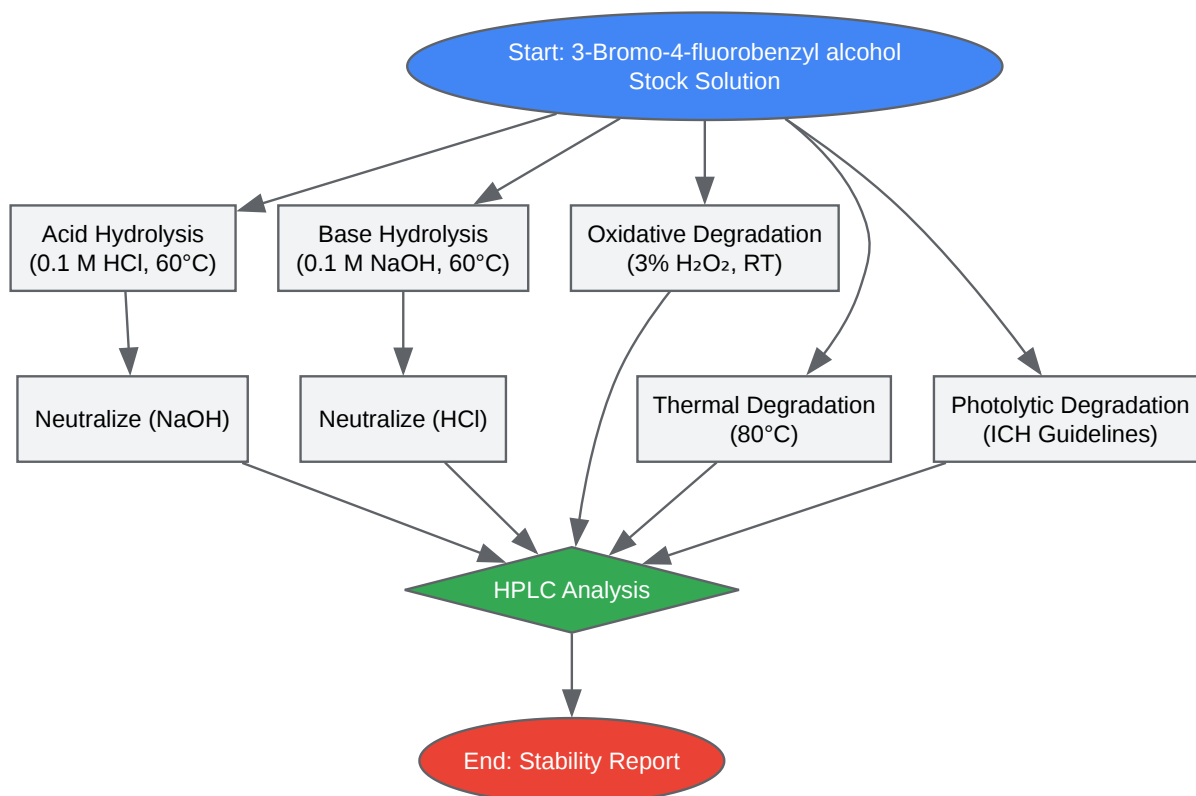 Start: 3-Bromo-4-fluorobenzyl alcohol
Stock Solution
Acid Hydrolysis
(0.1 M HCl, 60°C)
Base Hydrolysis
(0.1 M NaOH, 60°C)
Oxidative Degradation
(3% H₂O₂, RT)
Neutralize (NaOH)
Neutralize (HCl)
Thermal Degradation
(80°C)
Photolytic Degradation
(ICH Guidelines)
HPLC Analysis
End: Stability Report